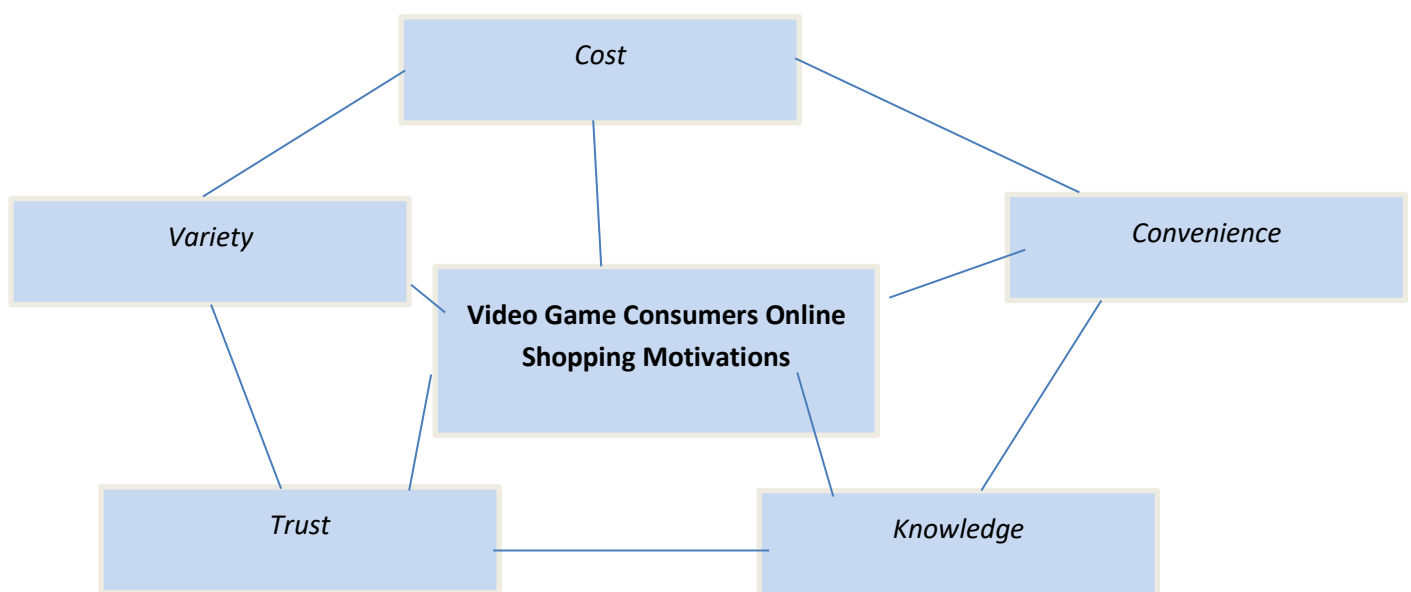 Cost
Variety
Convenience
Video Game Consumers Online
Shopping Motivations
Trust
Knowledge